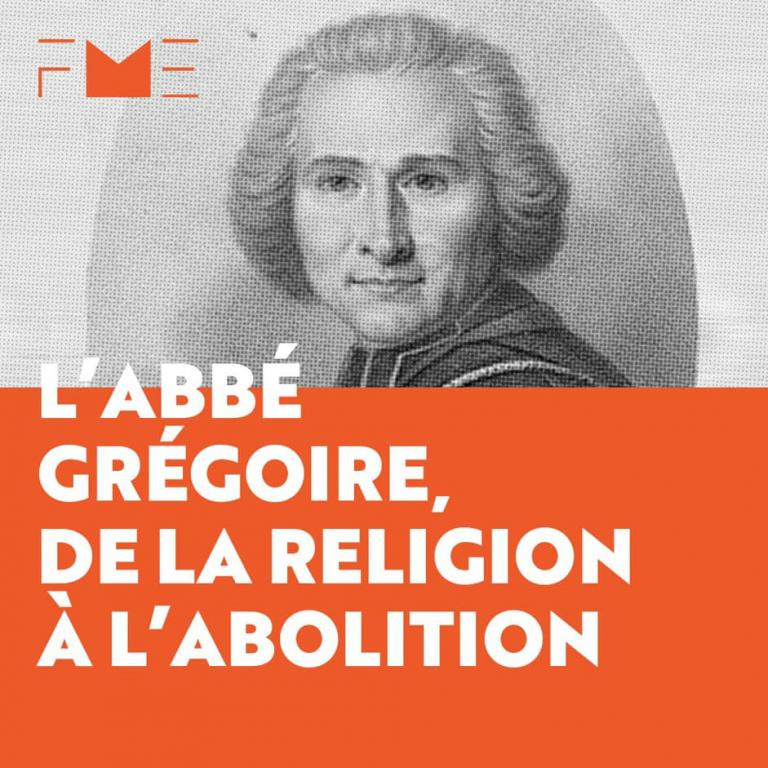 FME
L’ABBÉ
GRÉGOIRE,
DE LA RELIGION
À L’ABOLITION